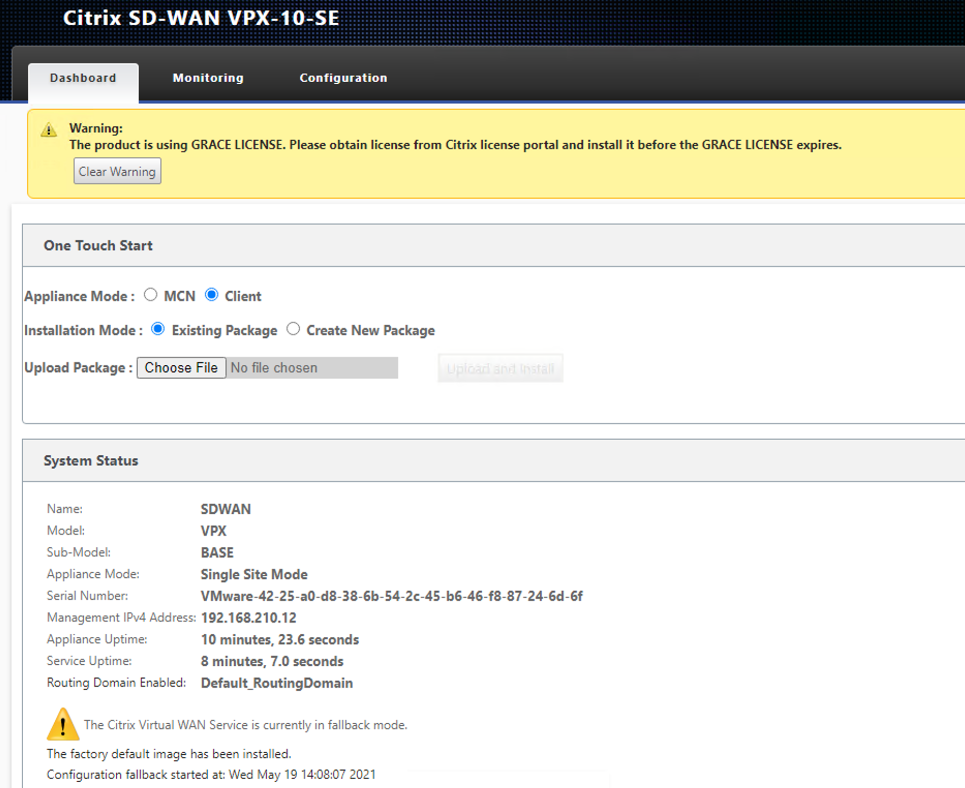 Citrix SD-WAN VPX-10-SE
Dashboard Monitoring Configuration
Warning:
The product is using GRACE LICENSE. Please obtain license from Citrix license portal and install it before the GRACE LICENSE expires.
Clear Warning
One Touch Start
Appliance Mode : MCN Client
Installation Mode : Existing Package Create New Package
Upload Package : Choose File No file chosen Upload and Install
System Status
Name: SDWAN
Model: VPX
Sub-Model: BASE
Appliance Mode: Single Site Mode
Serial Number: VMware-42-25-a0-d8-38-6b-54-2c-45-b6-46-f8-87-24-6d-6f
Management IPv4 Address: 192.168.210.12
Appliance Uptime: 10 minutes, 23.6 seconds
Service Uptime: 8 minutes, 7.0 seconds
Routing Domain Enabled: Default_RoutingDomain
The Citrix Virtual WAN Service is currently in fallback mode.
The factory default image has been installed.
Configuration fallback started at: Wed May 19 14:08:07 2021